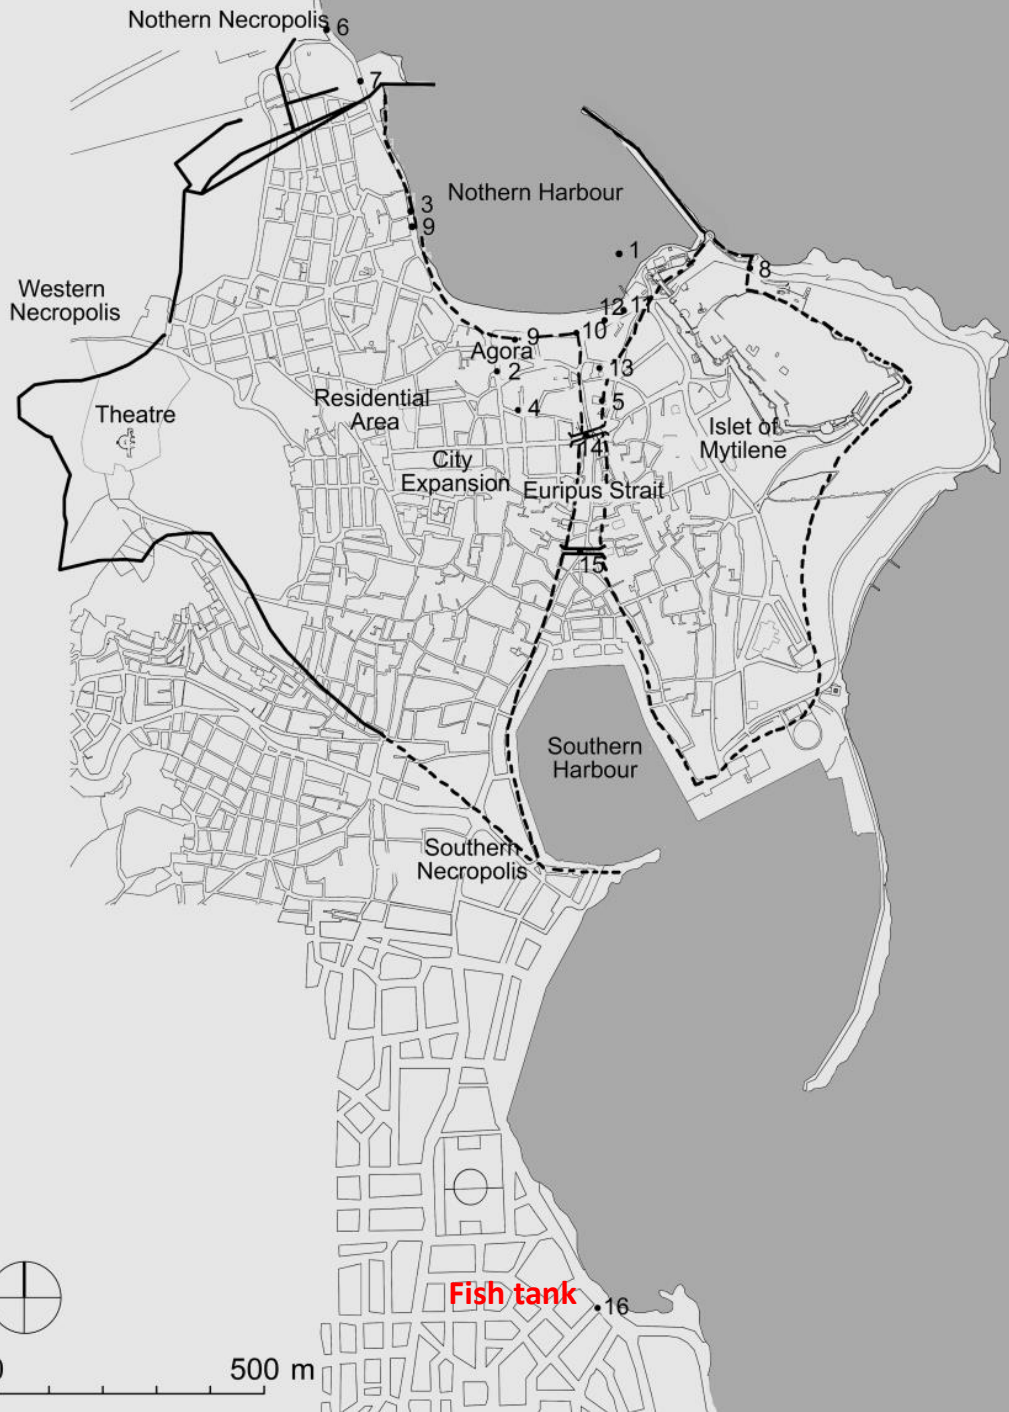 Nothern Necropolis
6
7
Nothern Harbour
3
9
1
8
Western
Necropolis
12
11
10
9
Agora
2
13
Residential
Area
4
5
Theatre
Islet of
Mytilene
14
City
Expansion
Euripus Strait
15
Southern
Harbour
Southern
Necropolis
Fish tank
16
0
500 m